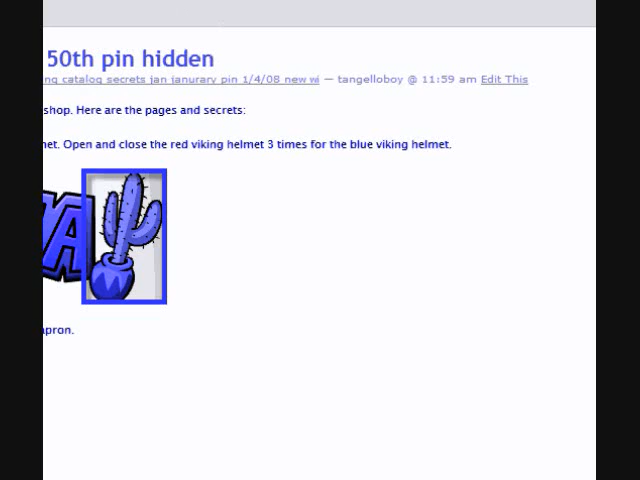 50th pin hidden
ng catalog secrets jan janurary pin 1/4/08 new wi — tangelloboy @ 11:59 am Edit This
shop. Here are the pages and secrets:
met. Open and close the red viking helmet 3 times for the blue viking helmet.
YA
apron.